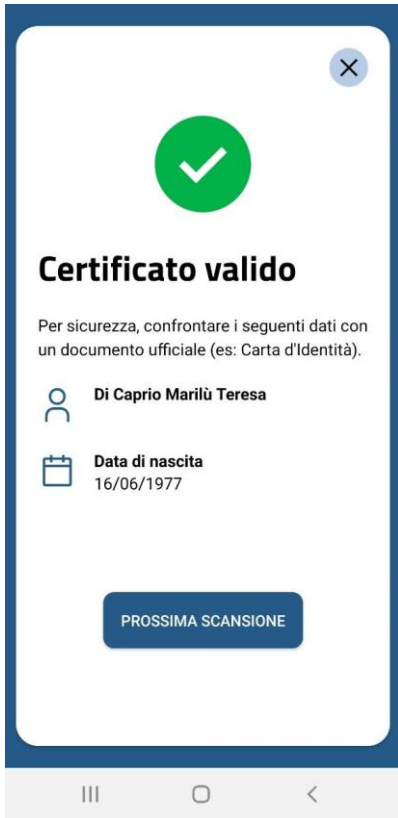 Certificato valido
Per sicurezza, confrontare i seguenti dati con
un documento ufficiale (es: Carta d'Identità).
Di Caprio Marilù Teresa
Data di nascita
16/06/1977
PROSSIMA SCANSIONE